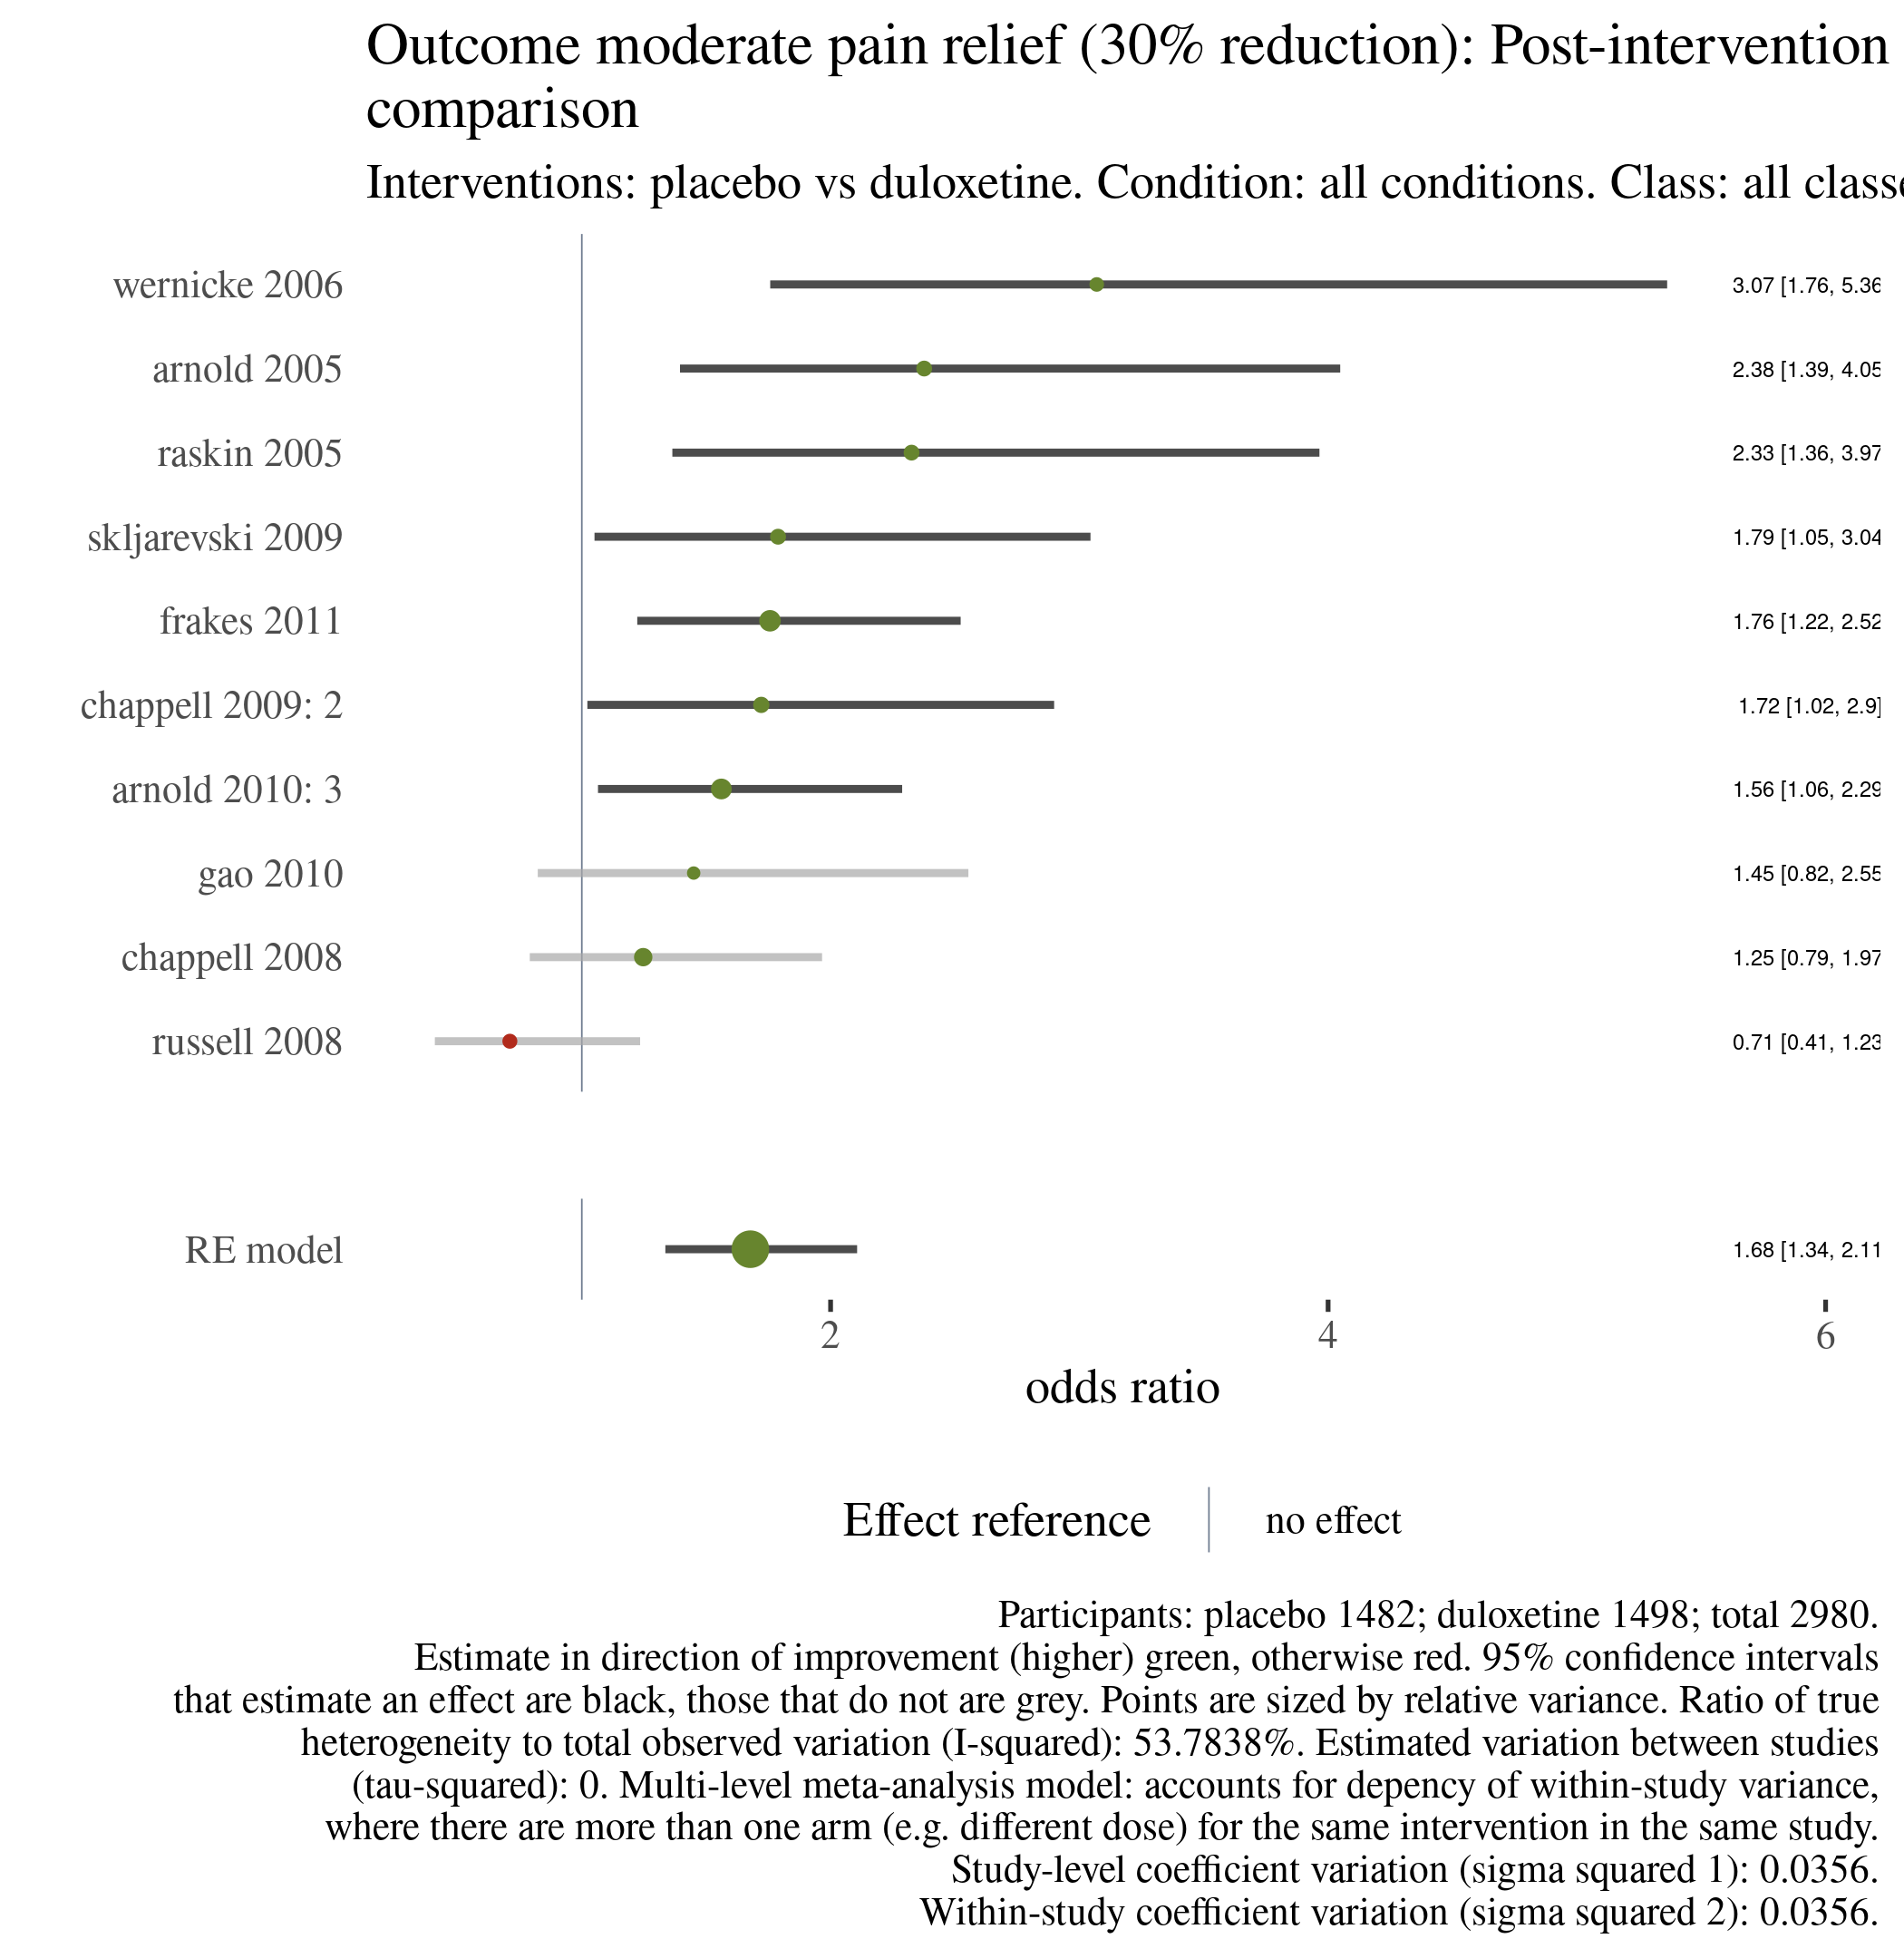 Outcome moderate pain relief (30% reduction): Post-intervention
comparison
Interventions: placebo vs duloxetine. Condition: all conditions. Class: all classe
wernicke 2006 3.07 [1.76, 5.36
arnold 2005 2.38 [1.39, 4.05
raskin 2005 2.33 [1.36, 3.97
skljarevski 2009 1.79 [1.05, 3.04
frakes 2011 1.76 [1.22, 2.52
chappell 2009: 2 1.72 [1.02, 2.9]
arnold 2010: 3 1.56 [1.06, 2.29
gao 2010 1.45 [0.82, 2.55
chappell 2008 1.25 [0.79, 1.97
russell 2008 0.71 [0.41, 1.23
RE model 1.68 [1.34, 2.11
2 4 6
odds ratio
Effect reference no effect
Participants: placebo 1482; duloxetine 1498; total 2980.
Estimate in direction of improvement (higher) green, otherwise red. 95% confidence intervals
that estimate an effect are black, those that do not are grey. Points are sized by relative variance. Ratio of true
heterogeneity to total observed variation (I-squared): 53.7838%. Estimated variation between studies
(tau-squared): 0. Multi-level meta-analysis model: accounts for depency of within-study variance,
where there are more than one arm (e.g. different dose) for the same intervention in the same study.
Study-level coefficient variation (sigma squared 1): 0.0356.
Within-study coefficient variation (sigma squared 2): 0.0356.